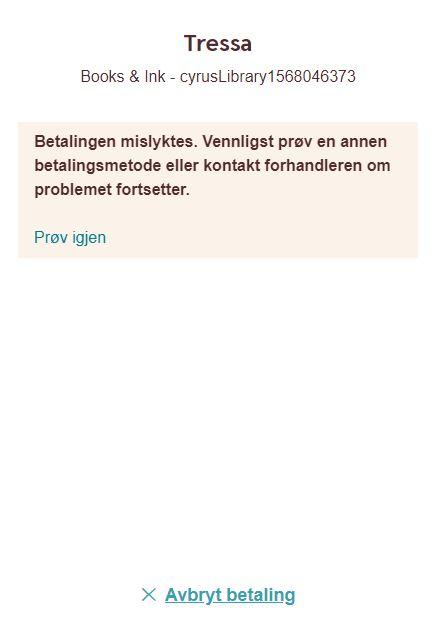 Tressa
Books & Ink - cyrusLibrary1568046373
Betalingen mislyktes. Vennligst prøv en annen
betalingsmetode eller kontakt forhandleren om
problemet fortsetter.
Prøv igjen
Avbryt betaling